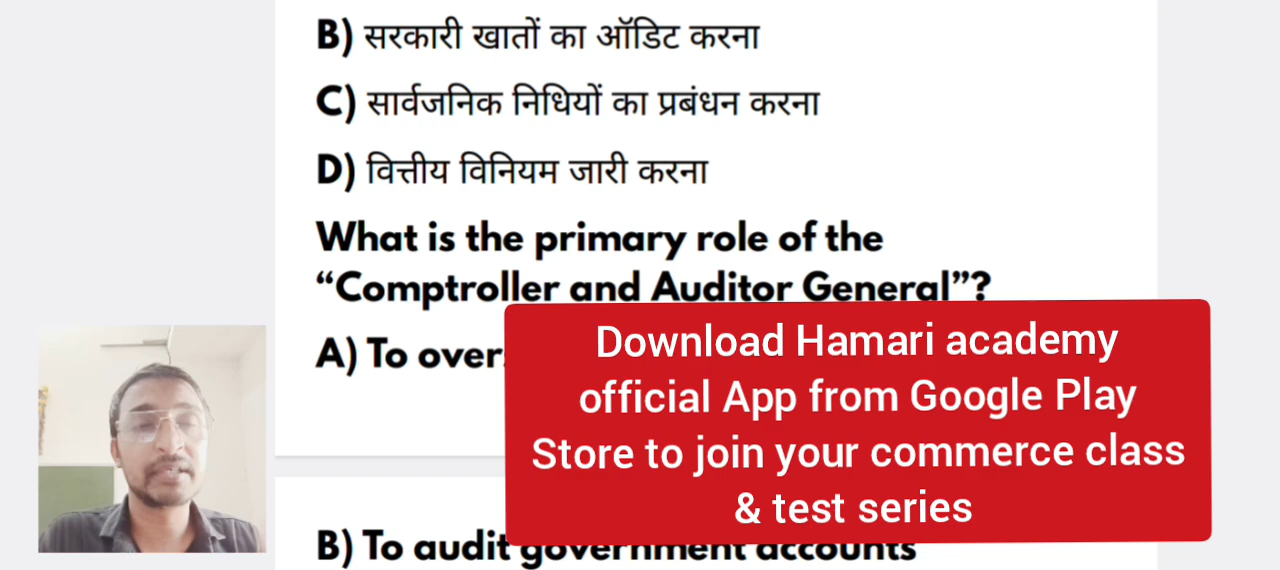 B) सरकारी खातों का ऑडिट करना
C) सार्वजनिक निधियों का प्रबंधन करना
D) वित्तीय विनियम जारी करना
What is the primary role of the
“Comptroller and Auditor General”?
A) To over
Download Hamari academy
official App from Google Play
Store to join your commerce class
& test series
B) To audit government accounts